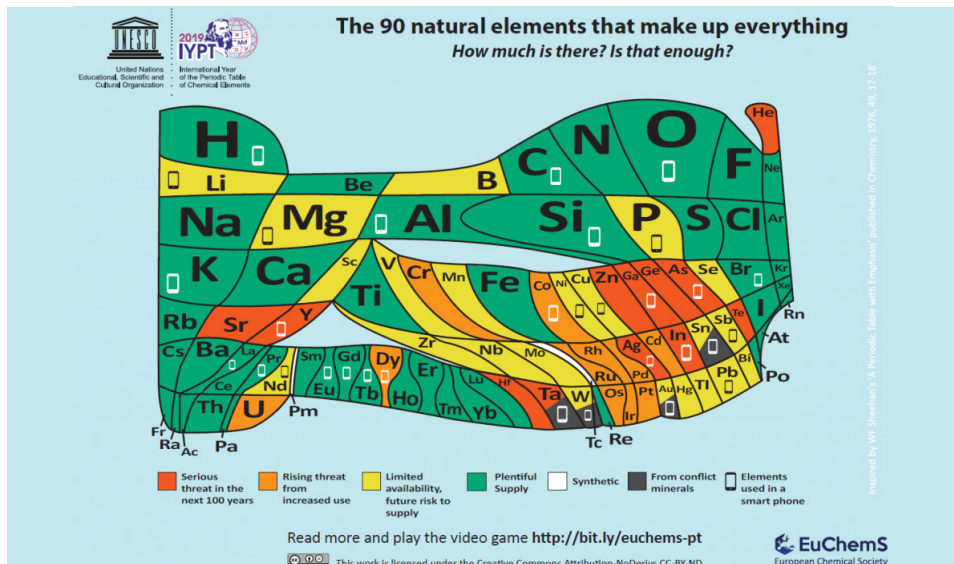 The 90 natural elements that make up everything
How much is there? Is that enough?
UNESCO
2019
IYPT
Md
United Nations
Educational, Scientific and
Cultural Organization
International Year
of the Periodic Table
of Chemical Elements
H
He
Li
Be
B
C
N
O
F
Ne
Na
Mg
Al
Si
P
S
Cl
Ar
K
Ca
Sc
Ti
V
Cr
Mn
Fe
Co
Ni
Cu
Zn
Ga
Ge
As
Se
Br
Kr
Rb
Sr
Y
Zr
Nb
Mo
Rh
Ru
Pd
Ag
Cd
In
Sn
Sb
Te
I
Xe
Rn
Cs
Ba
La
Ce
Pr
Nd
Pm
Sm
Eu
Gd
Tb
Dy
Ho
Er
Tm
Yb
Lu
Hf
Ta
W
Tc
Re
Os
Ir
Pt
Au
Hg
Tl
Pb
Bi
Po
At
Fr
Ra
Ac
Th
Pa
U
Serious
threat in the
next 100 years
Rising threat
from
increased use
Limited
availability,
future risk to
supply
Plentiful
Supply
Synthetic
From conflict
minerals
Elements
used in a
smart phone
Inspired by WF Sheehan's 'A Periodic Table with Emphasis' published in Chemistry, 1976, 49, 17-18
Read more and play the video game http://bit.ly/euchems-pt
This work is licensed under the Creative Commons Attribution-NoDerivs CC-BY-ND
EuChemS
European Chemical Society